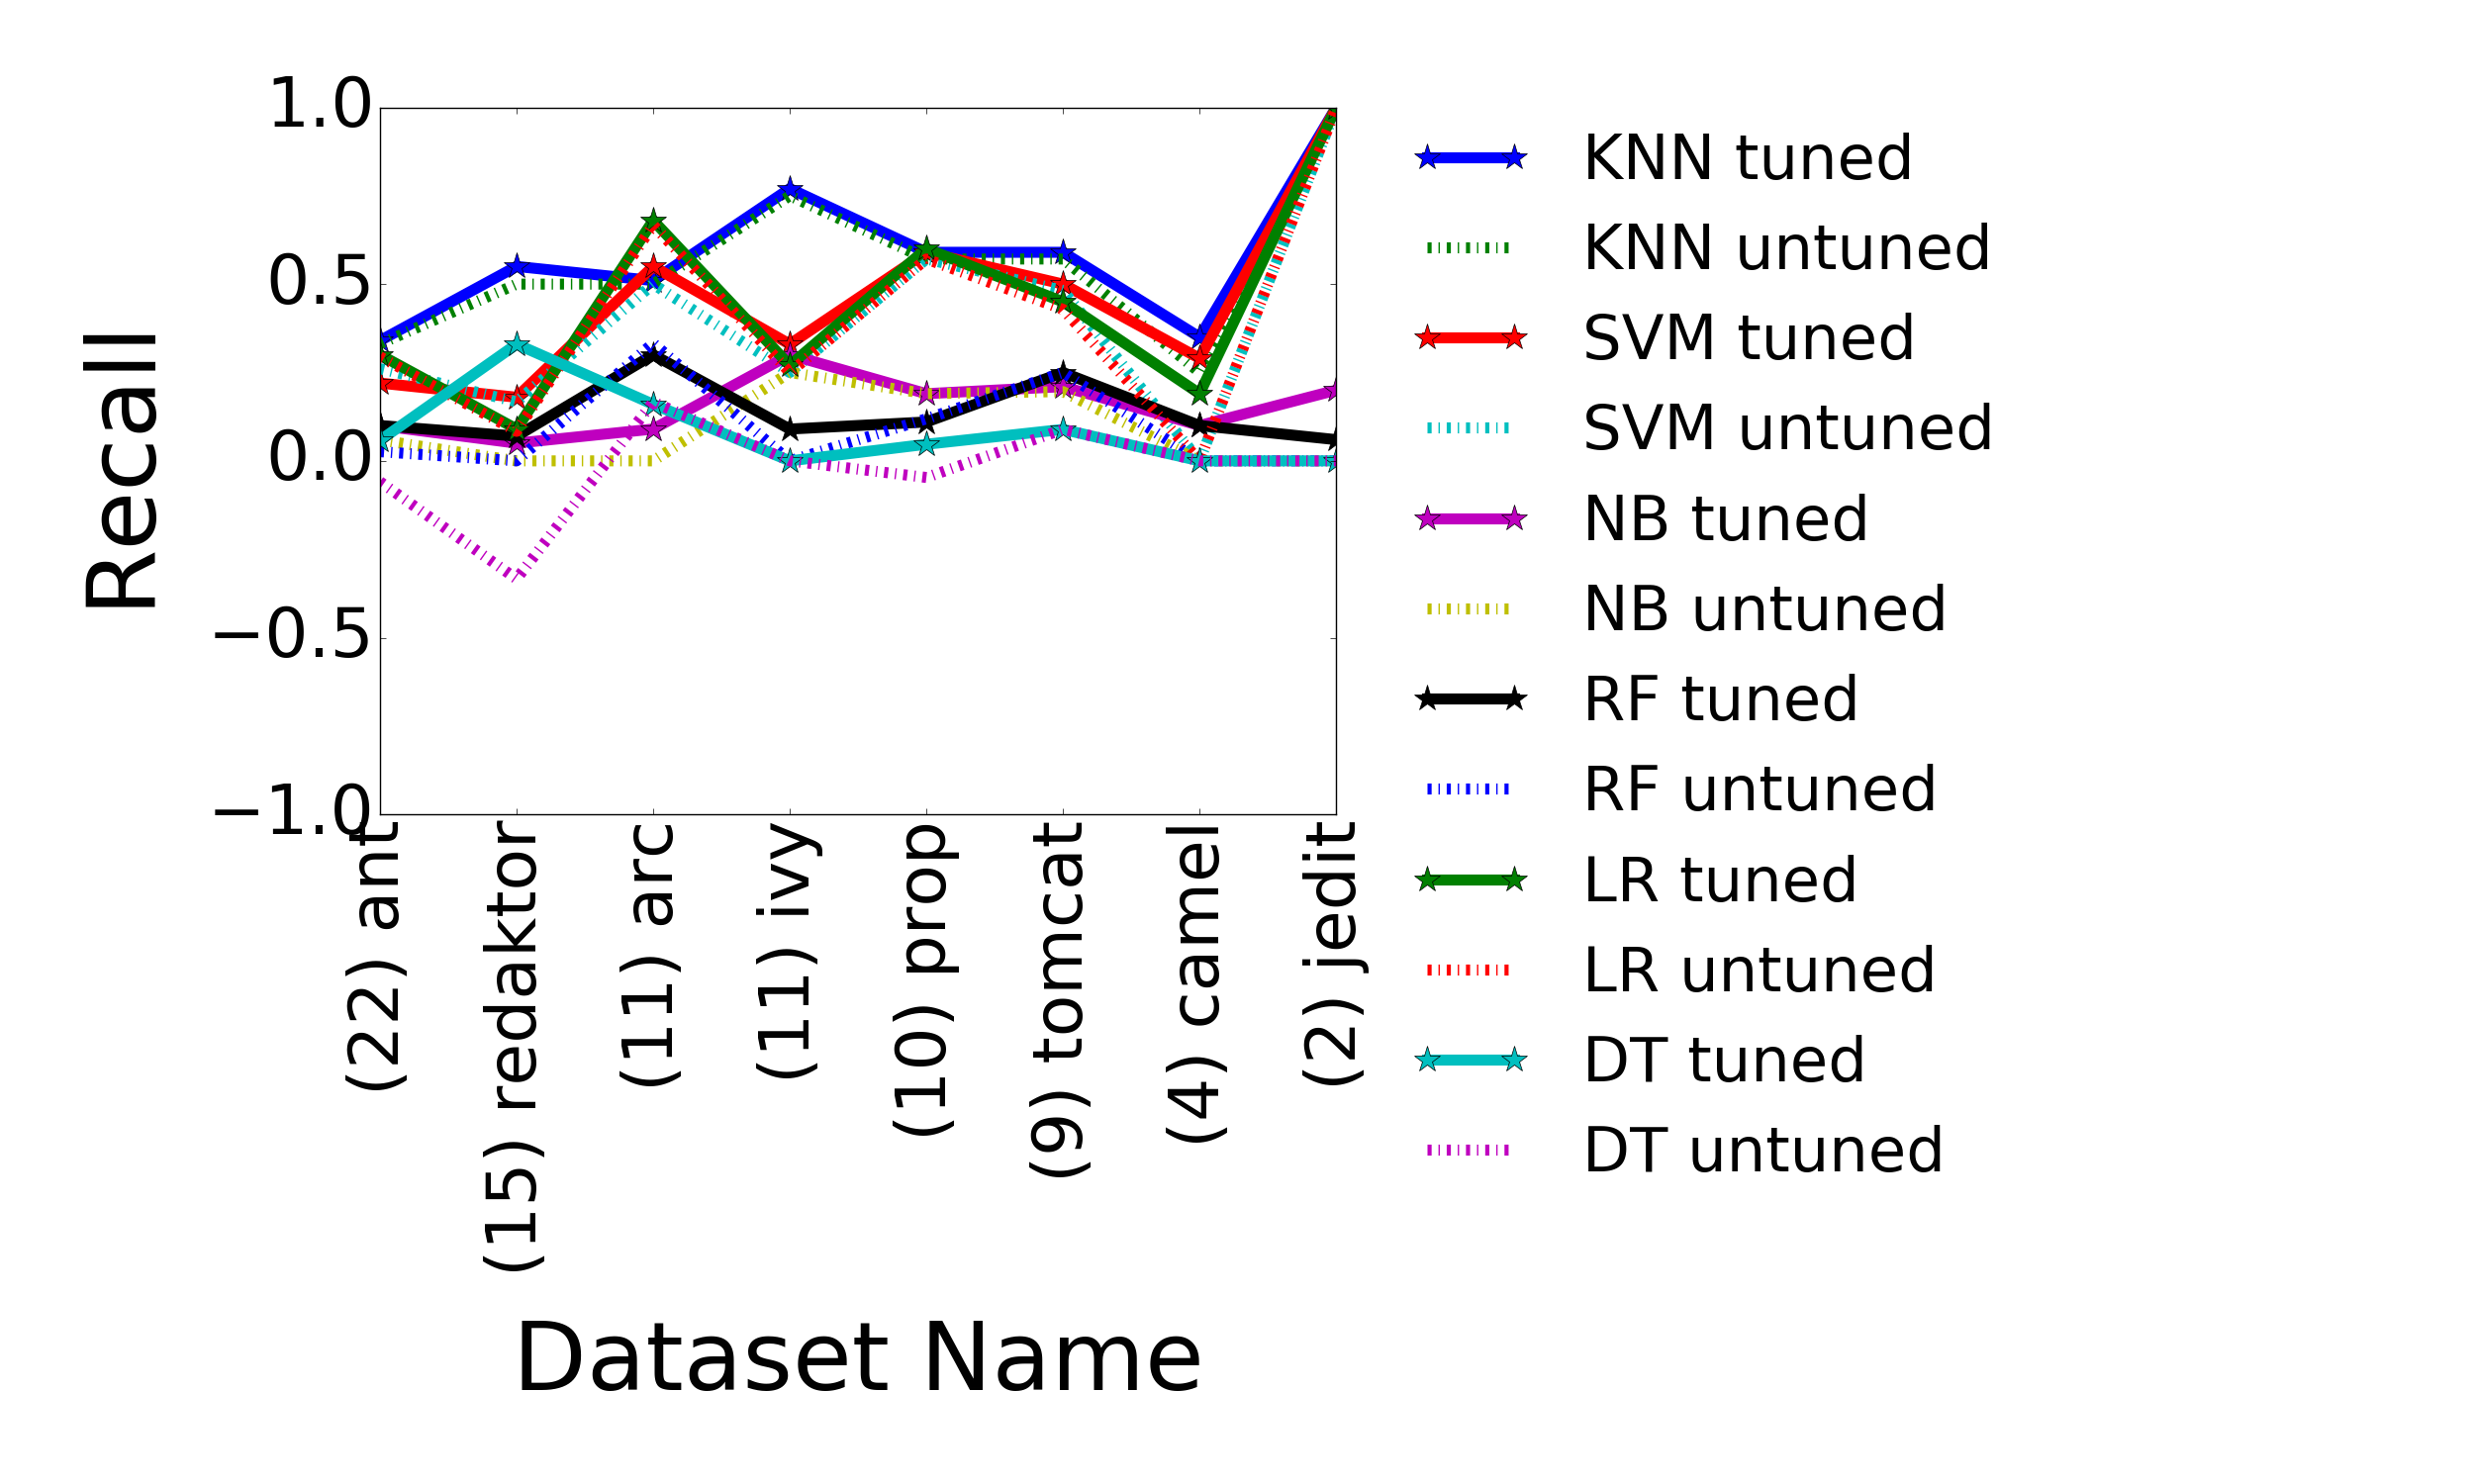 Recall
1.0
0.5
0.0
−0.5
−1.0
(22) ant
(15) redaktor
(11) arc
(11) ivy
(10) prop
(9) tomcat
(4) camel
(2) jedit
Dataset Name
KNN tuned
KNN untuned
SVM tuned
SVM untuned
NB tuned
NB untuned
RF tuned
RF untuned
LR tuned
LR untuned
DT tuned
DT untuned